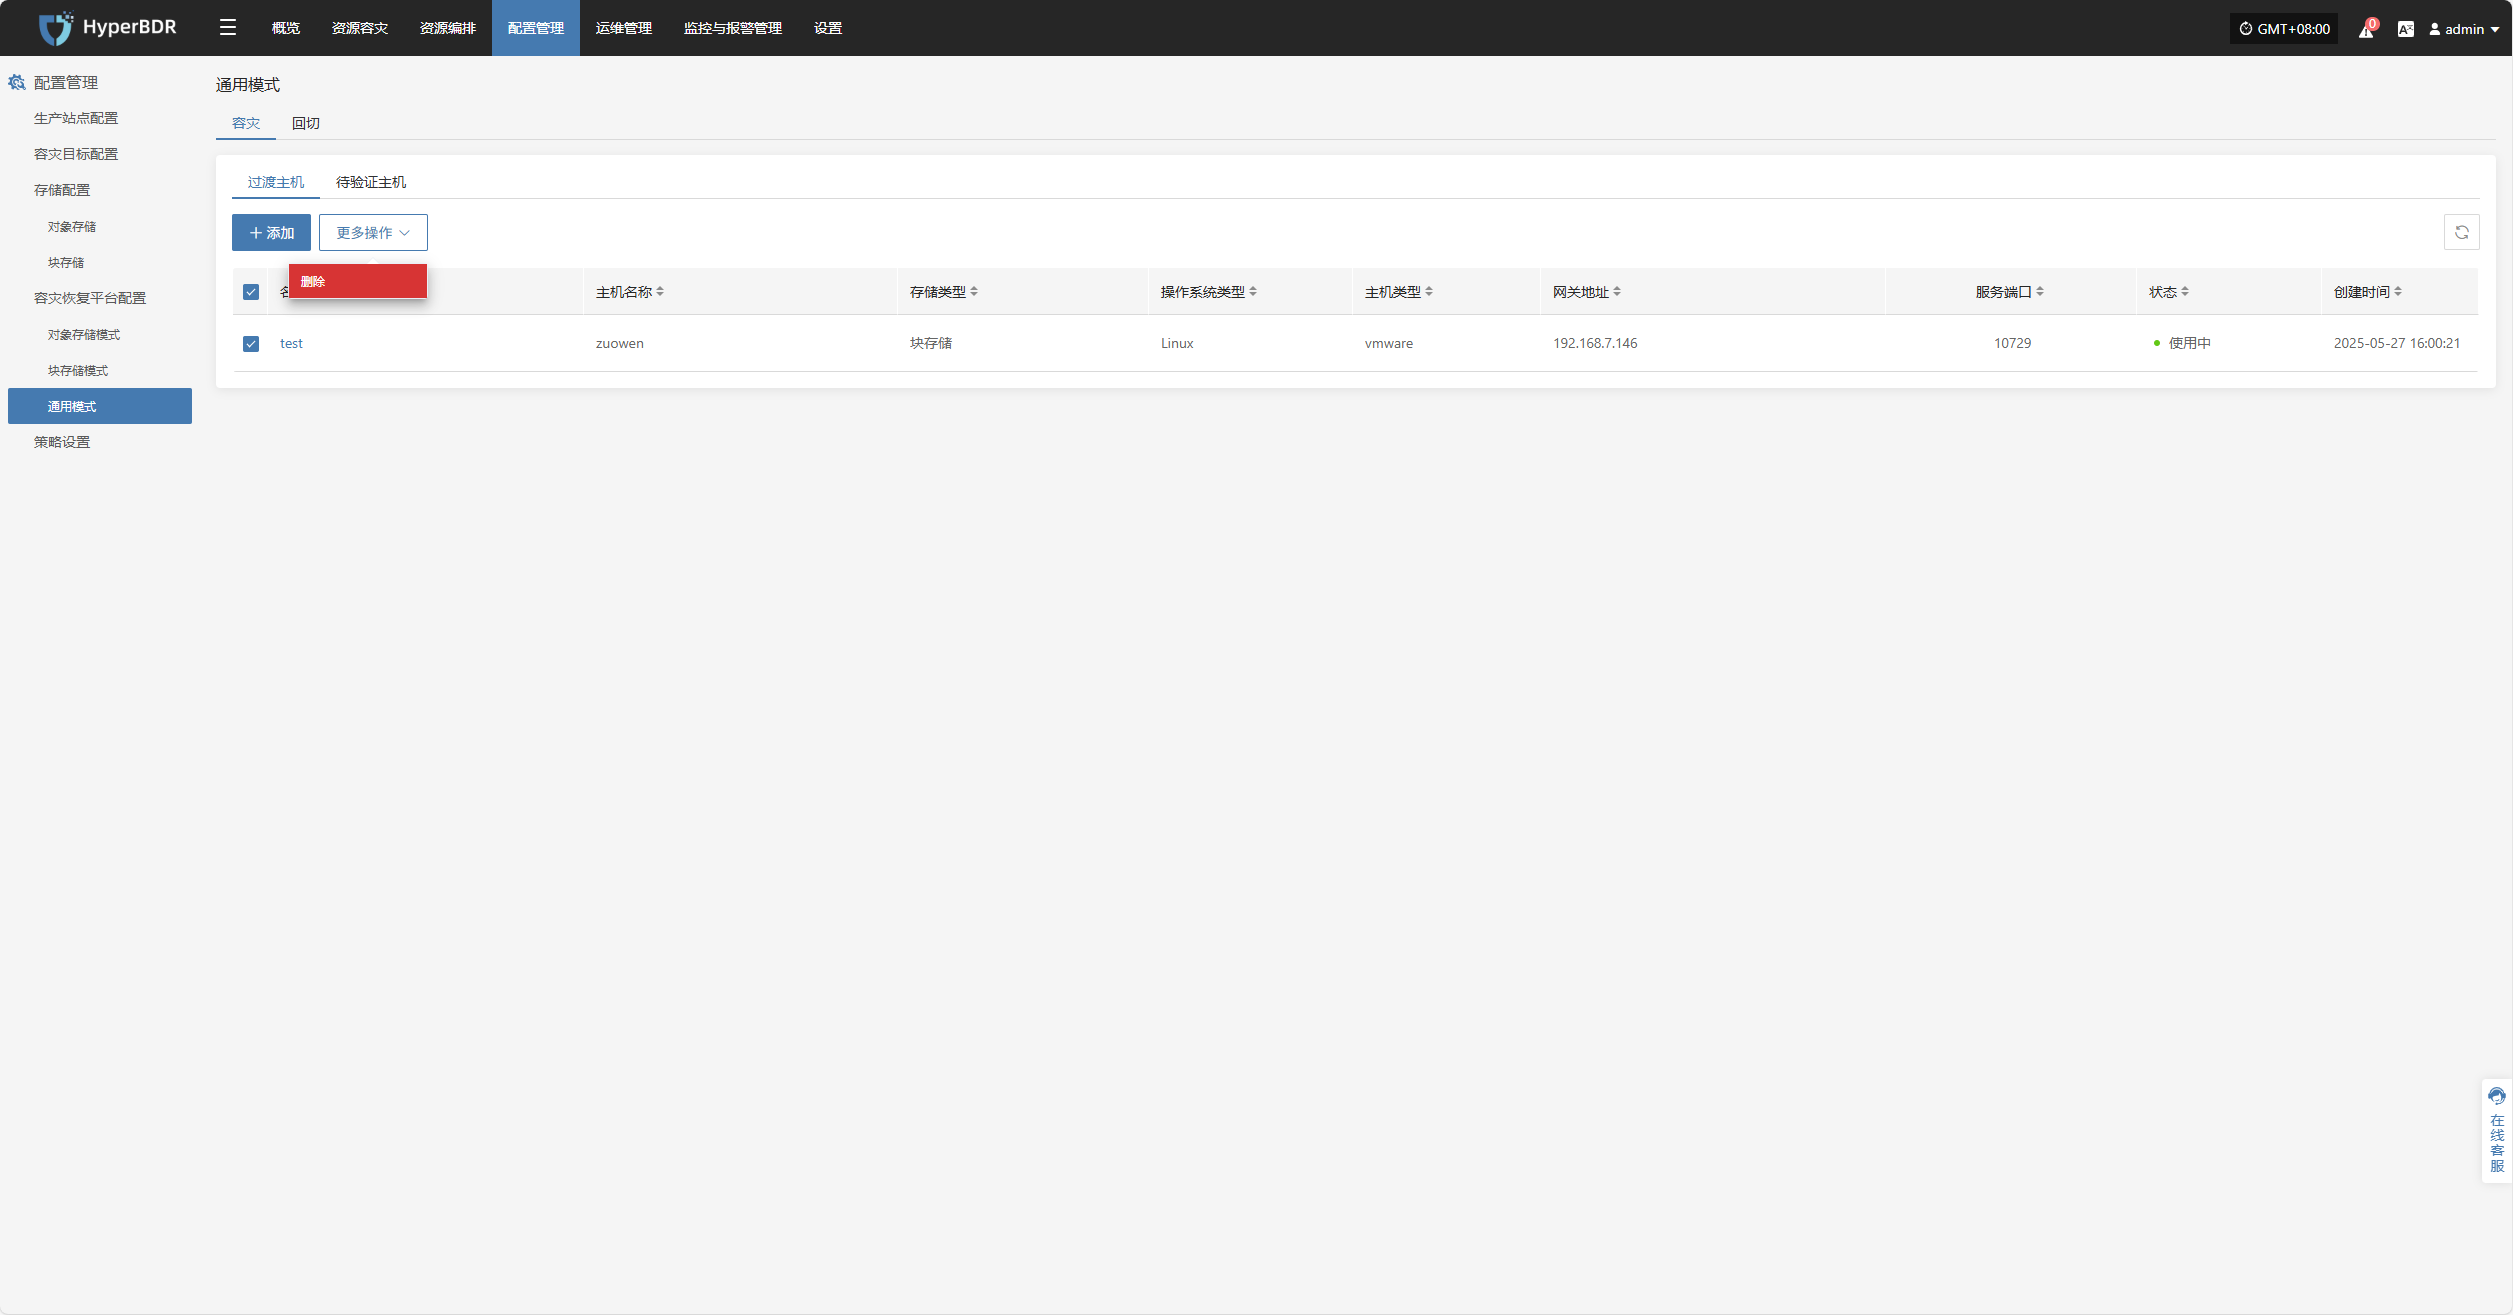 HyperBDR
概览
资源容灾
资源编排
配置管理
运维管理
监控与报警管理
设置
GMT+08:00
0
admin
配置管理
生产站点配置
容灾目标配置
存储配置
对象存储
块存储
容灾恢复平台配置
对象存储模式
块存储模式
通用模式
策略设置
通用模式
容灾
回切
过渡主机
待验证主机
添加
更多操作
删除
主机名称
存储类型
操作系统类型
主机类型
网关地址
服务端口
状态
创建时间
test
zuowen
块存储
Linux
vmware
192.168.7.146
10729
使用中
2025-05-27 16:00:21
在线客服